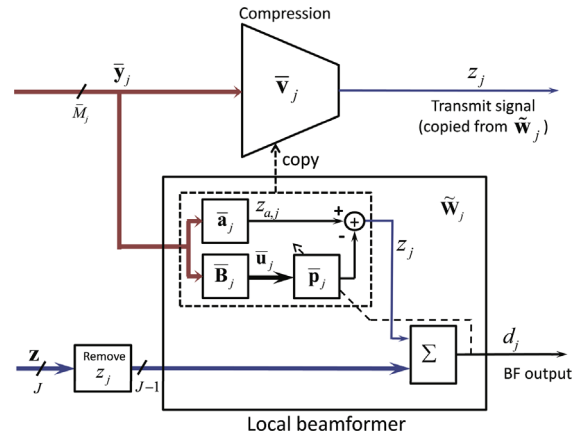 Compression
ȳ_j
v̄_j
z_j
M̄_j
Transmit signal
(copied from w̃_j)
copy
w̃_j
ā_j
z_{a,j}
+
+
-
B̄_j
ū_j
p̄_j
z_j
z
J
Remove
z_j
J−1
Σ
d_j
BF output
Local beamformer